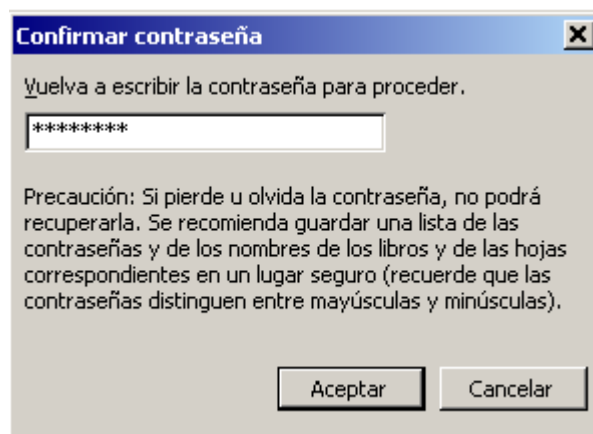 Confirmar contraseña
Vuelva a escribir la contraseña para proceder.
********
Precaución: Si pierde u olvida la contraseña, no podrá
recuperarla. Se recomienda guardar una lista de las
contraseñas y de los nombres de los libros y de las hojas
correspondientes en un lugar seguro (recuerde que las
contraseñas distinguen entre mayúsculas y minúsculas).
Aceptar Cancelar